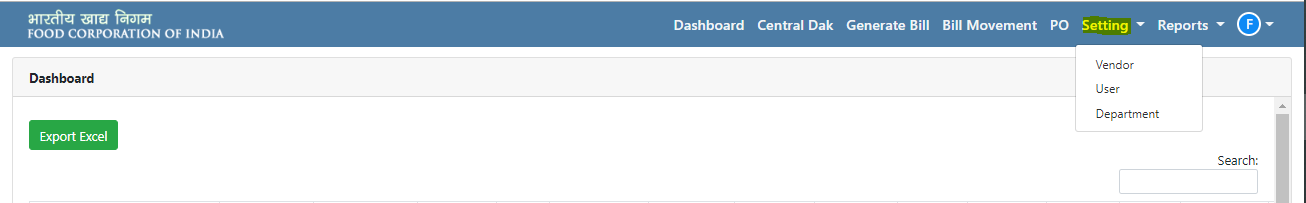 भारतीय खाद्य निगम
FOOD CORPORATION OF INDIA
Dashboard Central Dak Generate Bill Bill Movement PO Setting Reports F
Vendor
User
Department
Dashboard
Export Excel
Search: